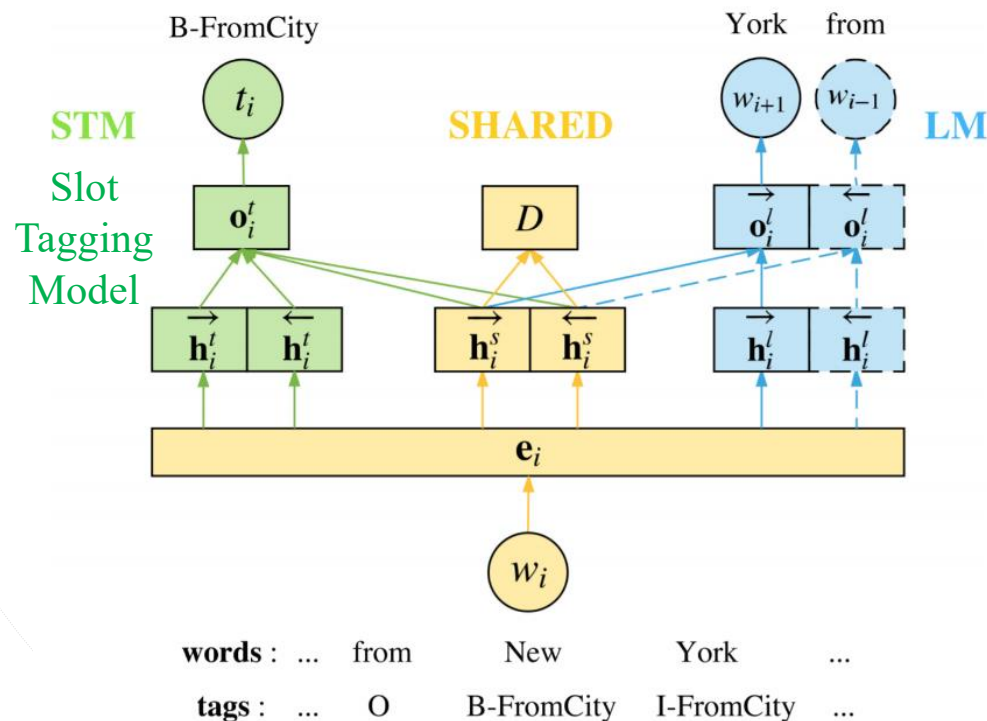 B-FromCity York from
t_i w_{i+1} w_{i-1}
STM SHARED LM
Slot
Tagging
Model
o_i^t D →o_i^l ←o_i^l
→h_i^t ←h_i^t →h_i^s ←h_i^s →h_i^l ←h_i^l
e_i
w_i
words : ... from New York ...
tags : ... O B-FromCity I-FromCity ...